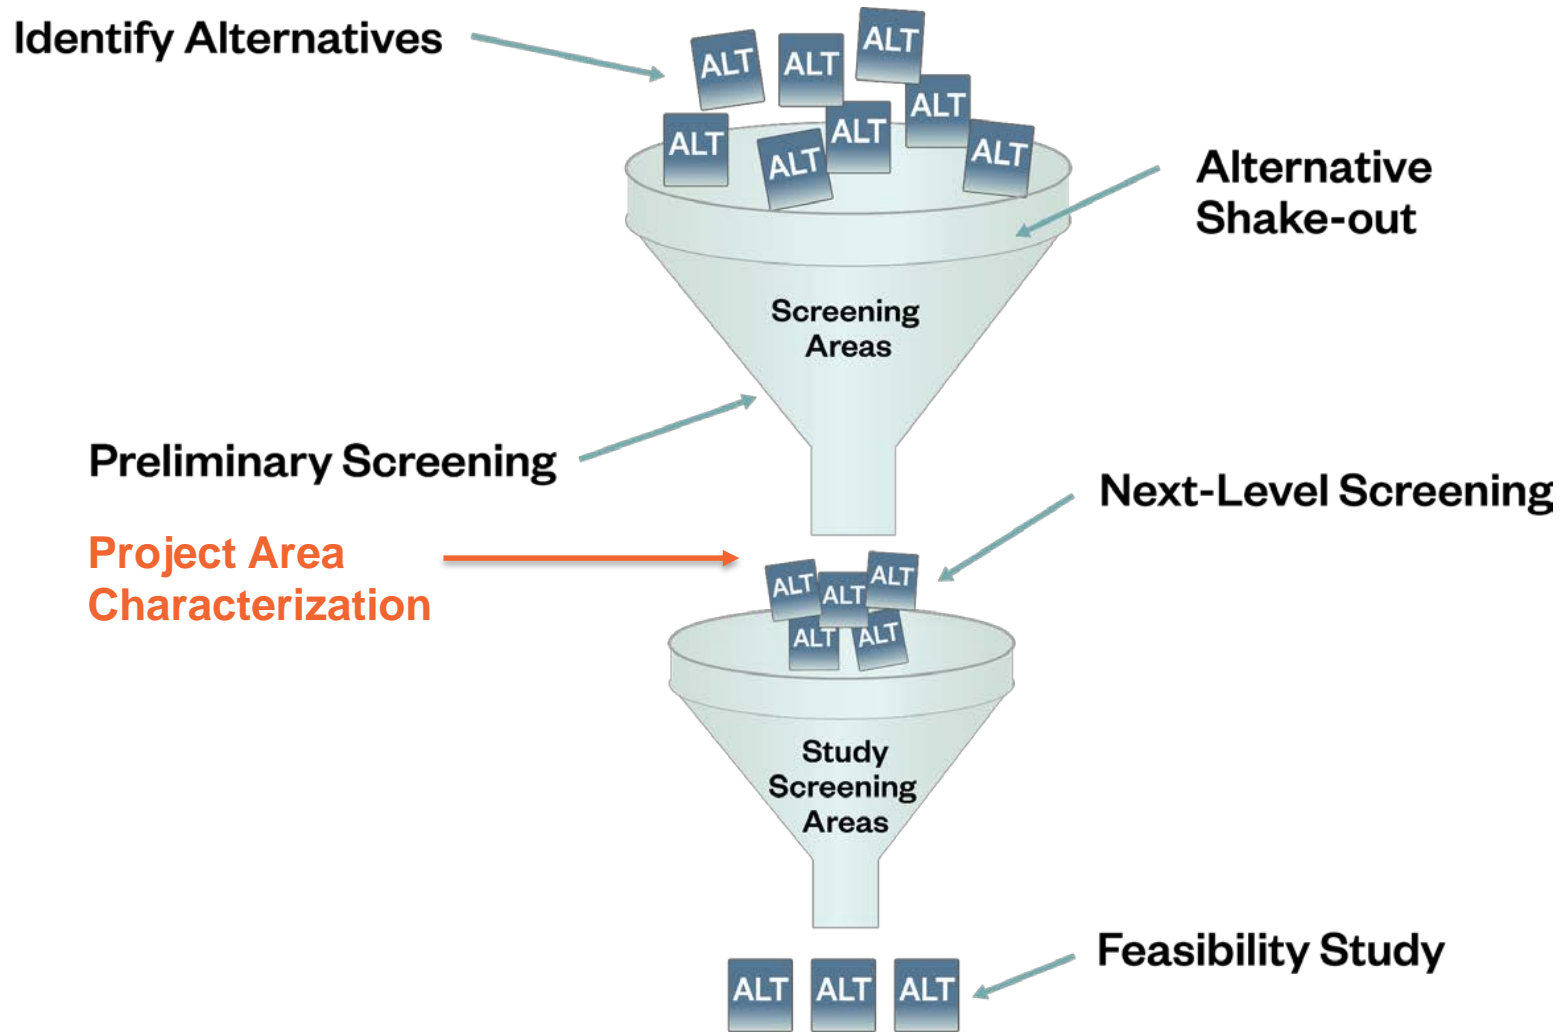 Identify Alternatives
ALT
ALT
ALT
ALT
ALT
ALT
ALT
ALT
Alternative
Shake-out
Screening
Areas
Preliminary Screening
Next-Level Screening
Project Area
Characterization
ALT
ALT
ALT
ALT
ALT
Study
Screening
Areas
Feasibility Study
ALT
ALT
ALT